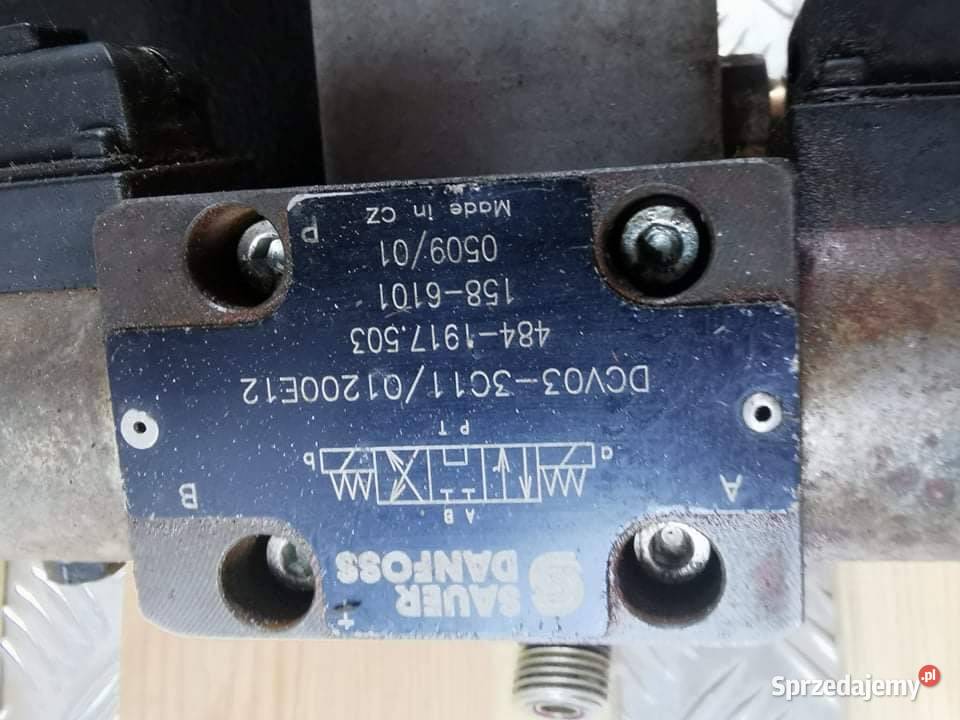 SAUER
DANFOSS
T
A B
A
B
a
b
P T
DCV03-3C11/01200E12
484-1917.503
158-6101
0509/01
Made in CZ
P
Sprzedajemy.pl